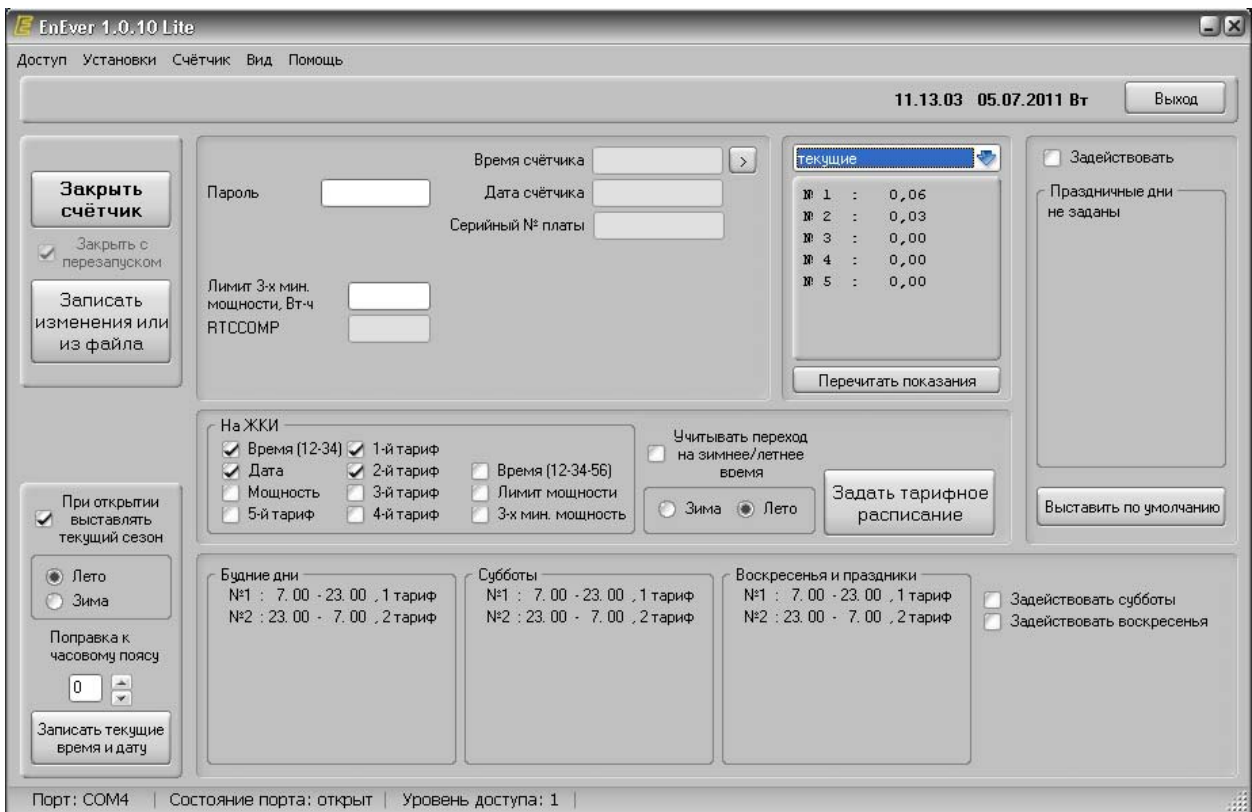 EnEver 1.0.10 Lite
Доступ Установки Счётчик Вид Помощь
11.13.03 05.07.2011 Вт
Выход
Закрыть
счётчик
Закрыть с
перезапуском
Записать
изменения или
из файла
Пароль
Время счётчика
>
Дата счётчика
Серийный № платы
Лимит 3-х мин.
мощности, Вт-ч
RTCCOMP
текущие
№ 1 : 0,06
№ 2 : 0,03
№ 3 : 0,00
№ 4 : 0,00
№ 5 : 0,00
Перечитать показания
Задействовать
Праздничные дни
не заданы
Выставить по умолчанию
На ЖКИ
Время (12-34) 1-й тариф
Дата 2-й тариф Время (12-34-56)
Мощность 3-й тариф Лимит мощности
5-й тариф 4-й тариф 3-х мин. мощность
Учитывать переход
на зимнее/летнее
время
Зима Лето
Задать тарифное
расписание
При открытии
выставлять
текущий сезон
Лето
Зима
Поправка к
часовому поясу
0
Записать текущие
время и дату
Будние дни
№1 : 7. 00 - 23. 00 , 1 тариф
№2 : 23. 00 - 7. 00 , 2 тариф
Субботы
№1 : 7. 00 - 23. 00 , 1 тариф
№2 : 23. 00 - 7. 00 , 2 тариф
Воскресенья и праздники
№1 : 7. 00 - 23. 00 , 1 тариф
№2 : 23. 00 - 7. 00 , 2 тариф
Задействовать субботы
Задействовать воскресенья
Порт: COM4 | Состояние порта: открыт | Уровень доступа: 1 |